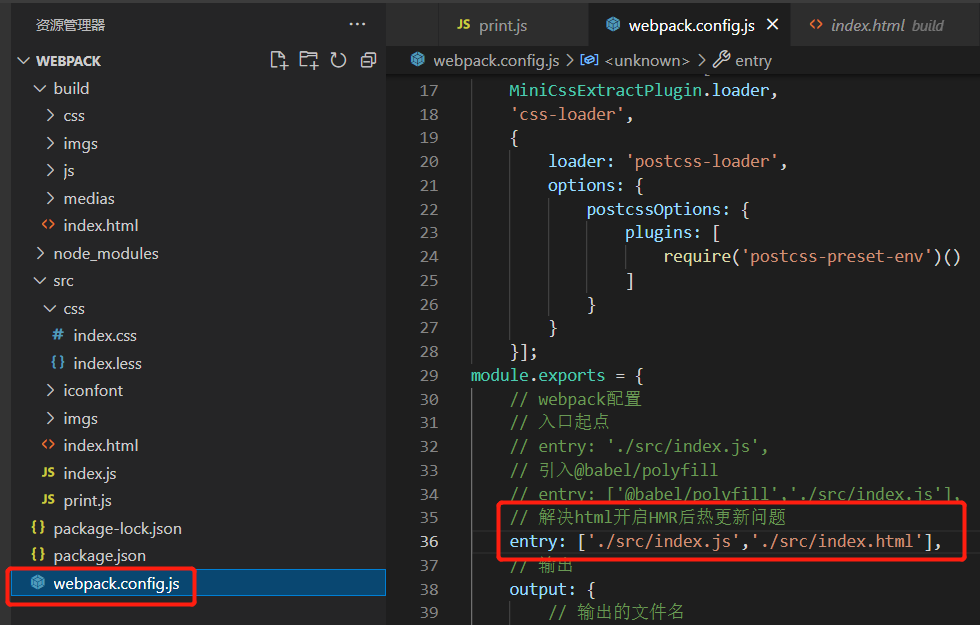 资源管理器
···
WEBPACK
build
css
imgs
js
medias
index.html
node_modules
src
css
# index.css
{} index.less
iconfont
imgs
index.html
JS index.js
JS print.js
{} package-lock.json
{} package.json
webpack.config.js
JS print.js
webpack.config.js
index.html build
webpack.config.js > <unknown> > entry
17 MiniCssExtractPlugin.loader,
18 'css-loader',
19 {
20 loader: 'postcss-loader',
21 options: {
22 postcssOptions: {
23 plugins: [
24 require('postcss-preset-env')()
25 ]
26 }
27 }
28 }];
29 module.exports = {
30 // webpack配置
31 // 入口起点
32 // entry: './src/index.js',
33 // 引入@babel/polyfill
34 // entry: ['@babel/polyfill','./src/index.js'],
35 // 解决html开启HMR后热更新问题
36 entry: ['./src/index.js','./src/index.html'],
37 // 输出
38 output: {
39 // 输出的文件名